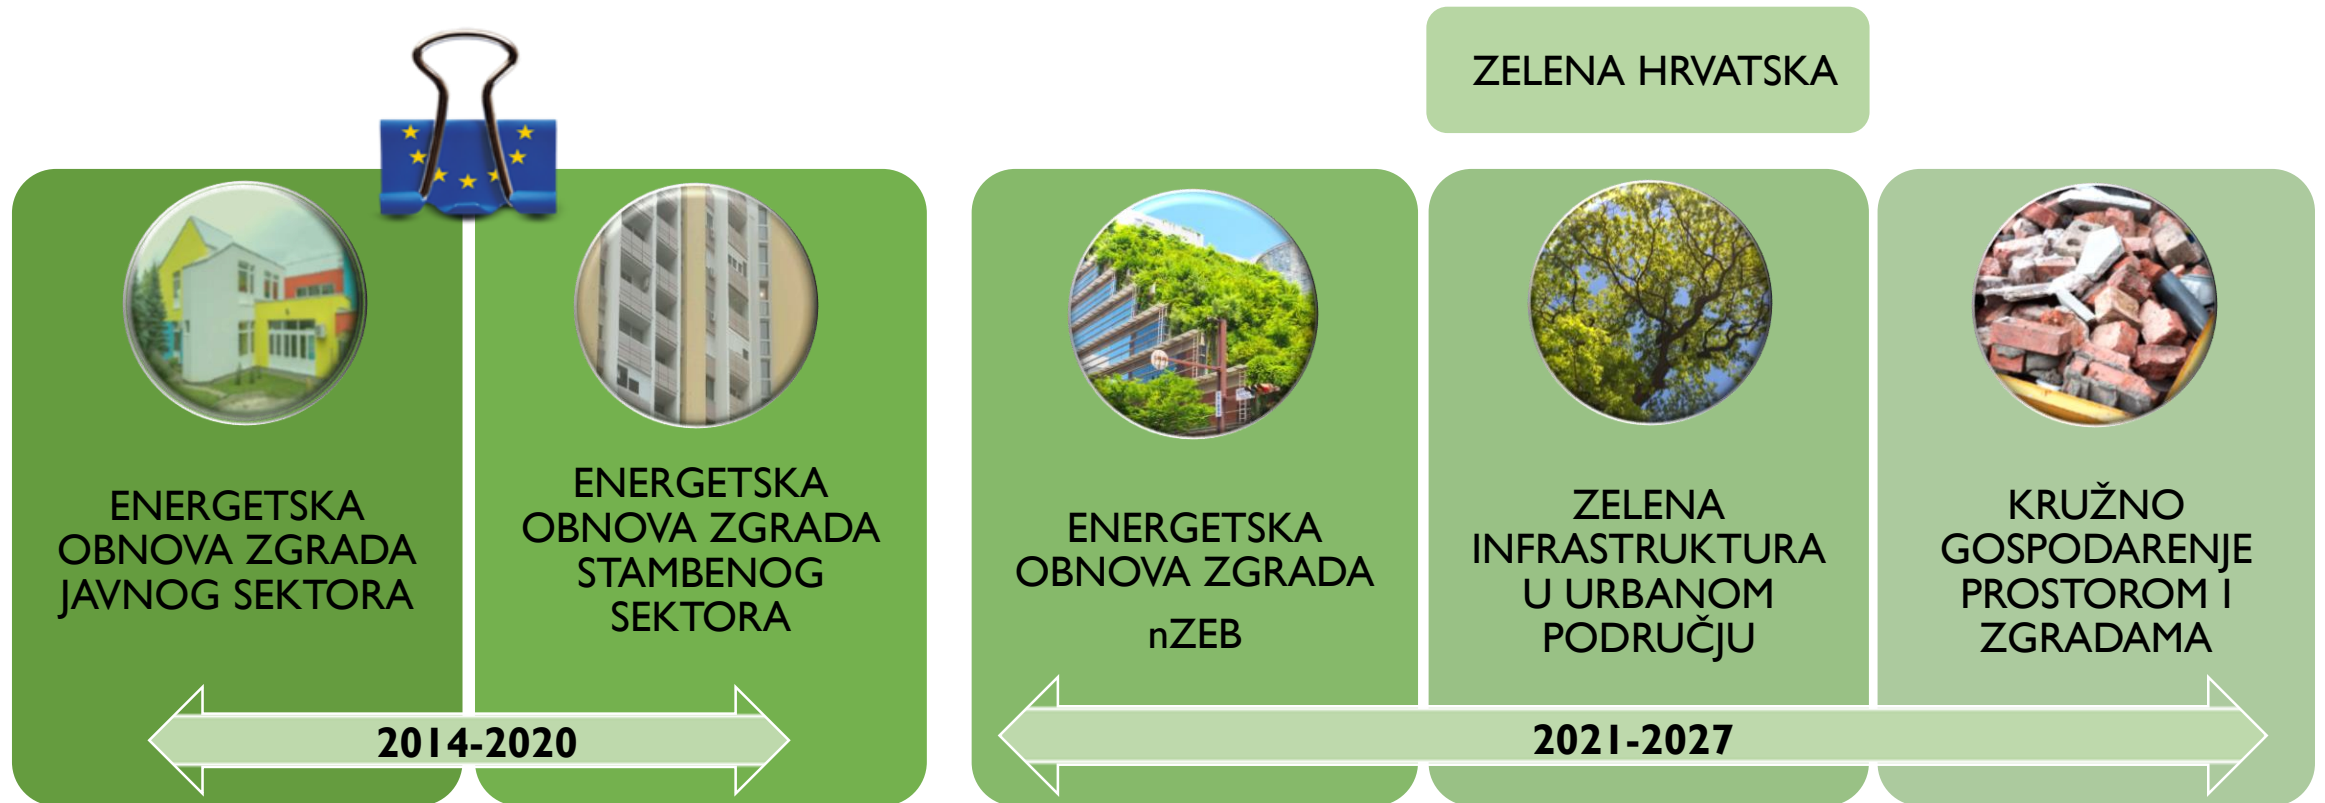 ZELENA HRVATSKA
ENERGETSKA
OBNOVA ZGRADA
JAVNOG SEKTORA
ENERGETSKA
OBNOVA ZGRADA
STAMBENOG
SEKTORA
2014-2020
ENERGETSKA
OBNOVA ZGRADA
nZEB
ZELENA
INFRASTRUKTURA
U URBANOM
PODRUČJU
KRUŽNO
GOSPODARENJE
PROSTOROM I
ZGRADAMA
2021-2027